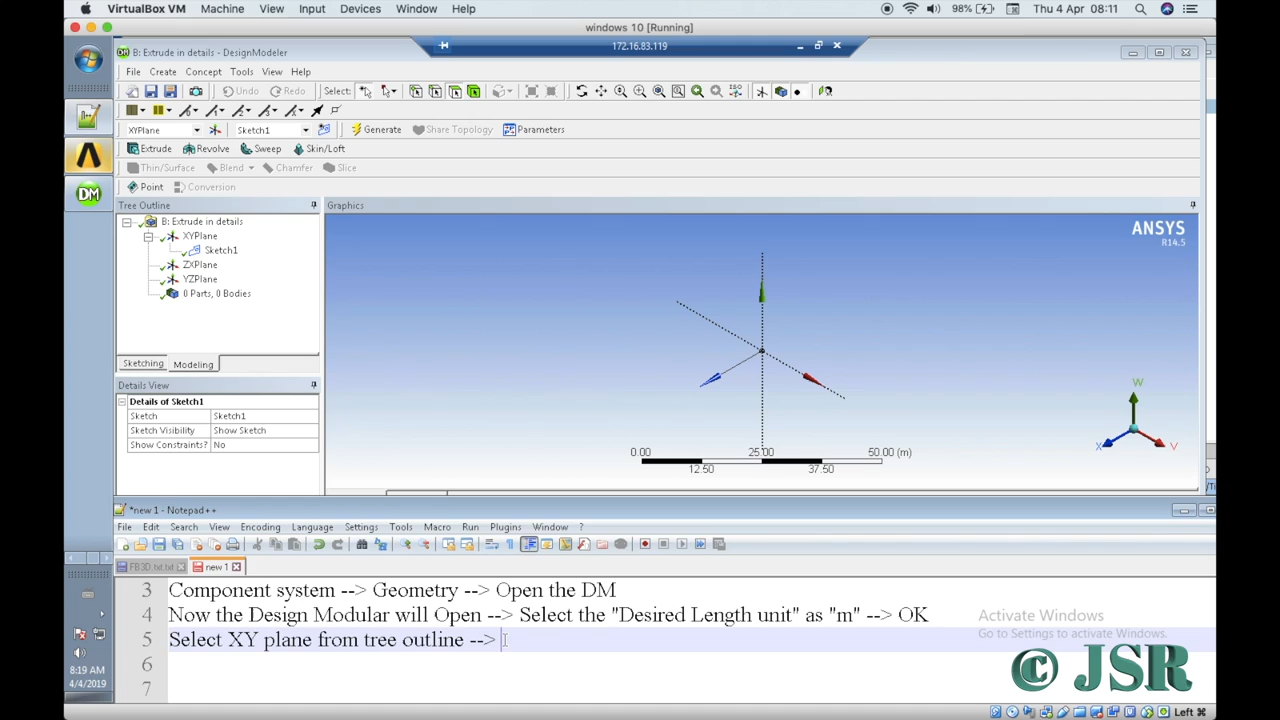 VirtualBox VM Machine View Input Devices Window Help 98% Thu 4 Apr 08:11
windows 10 [Running]
B: Extrude in details - DesignModeler
172.16.83.119
File Create Concept Tools View Help
Undo Redo Select:
XYPlane Sketch1 Generate Share Topology Parameters
Extrude Revolve Sweep Skin/Loft
Thin/Surface Blend Chamfer Slice
Point Conversion
Tree Outline
Graphics
B: Extrude in details
XYPlane
Sketch1
ZXPlane
YZPlane
0 Parts, 0 Bodies
ANSYS
R14.5
Sketching Modeling
Details View
Details of Sketch1
Sketch Sketch1
Sketch Visibility Show Sketch
Show Constraints? No
0.00 25.00 50.00 (m)
12.50 37.50
W
X
DM
*new 1 - Notepad++
File Edit Search View Encoding Language Settings Tools Macro Run Plugins Window ?
FB3D.txt.txt new 1
3 Component system --> Geometry --> Open the DM
4 Now the Design Modular will Open --> Select the "Desired Length unit" as "m" --> OK
5 Select XY plane from tree outline -->
6
7
Activate Windows
Go to Settings to activate Windows.
© JSR
8:19 AM
4/4/2019
Left ⌘